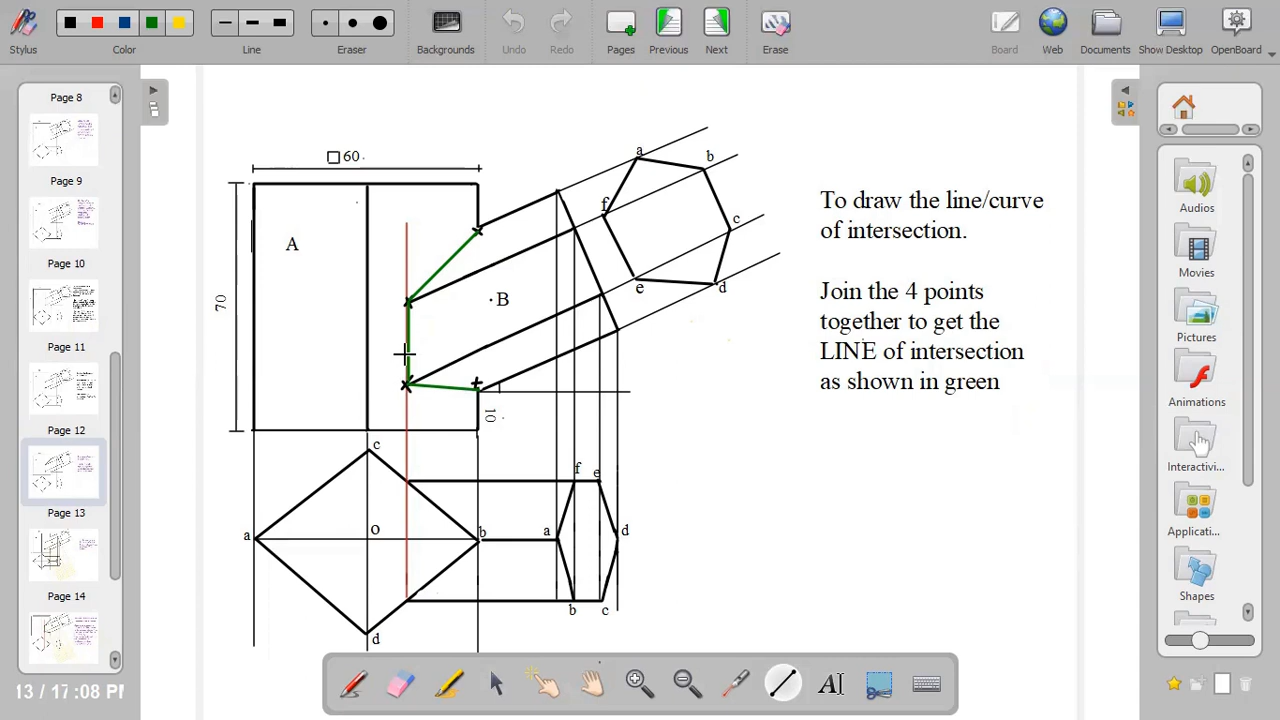 Stylus
Color
Line
Eraser
Backgrounds
Undo
Redo
Pages
Previous
Next
Erase
Board
Web
Documents
Show Desktop
OpenBoard
Page 8
Page 9
Page 10
Page 11
Page 12
Page 13
Page 14
13 / 17:08 PM
60
70
A
B
10
a
b
c
d
e
f
a
b
c
d
o
a
b
c
d
e
f
To draw the line/curve
of intersection.
Join the 4 points
together to get the
LINE of intersection
as shown in green
Audios
Movies
Pictures
Animations
Interactivi...
Applicati...
Shapes
AI